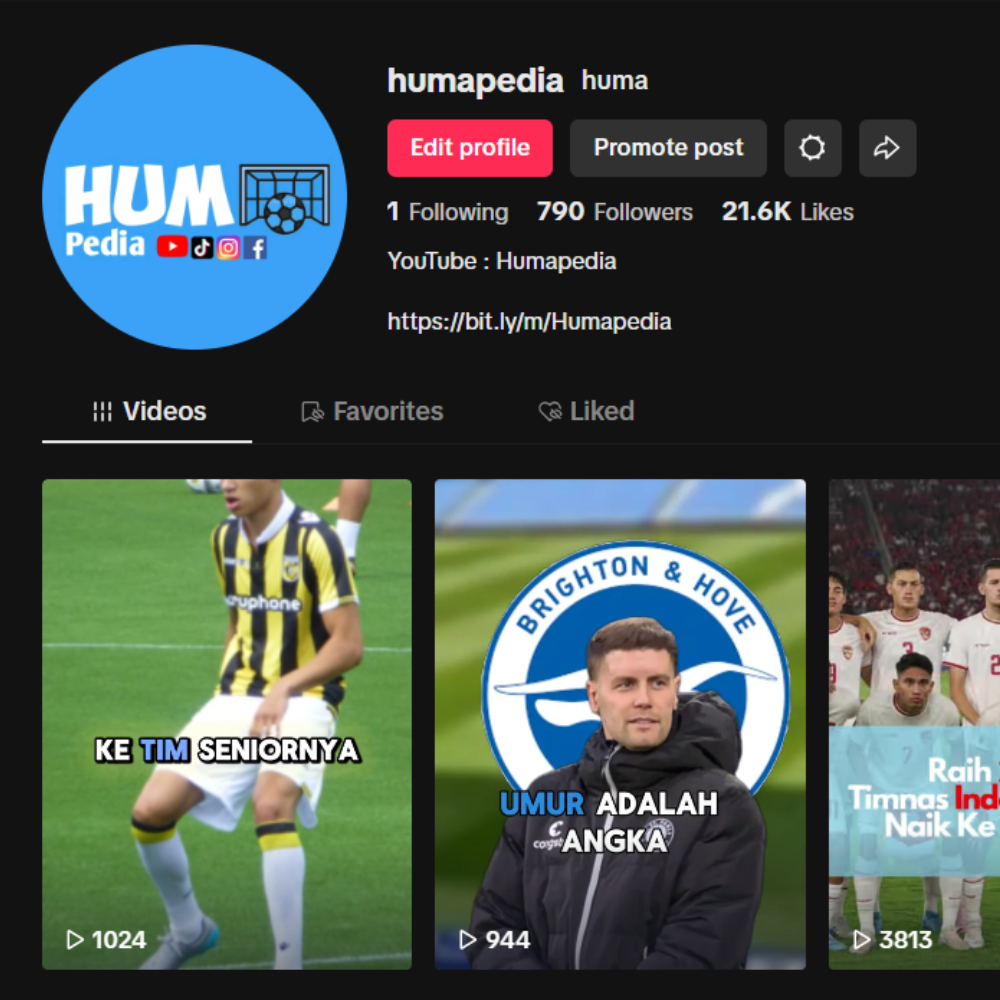 humapedia huma
Edit profile
Promote post
1 Following 790 Followers 21.6K Likes
YouTube : Humapedia
https://bit.ly/m/Humapedia
HUM
Pedia
Videos
Favorites
Liked
KE TIM SENIORNYA
1024
BRIGHTON & HOVE
UMUR ADALAH
ANGKA
944
Raih
Timnas
Naik Ke
3813